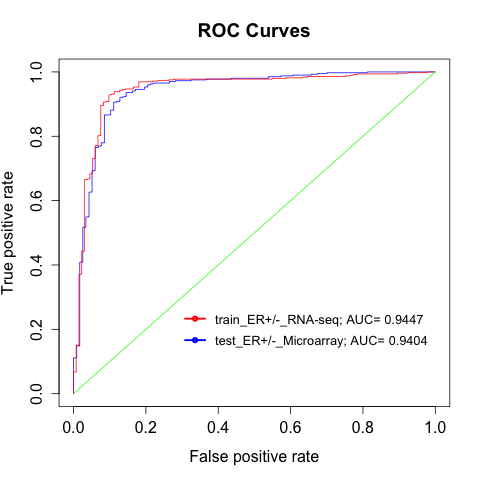 ROC Curves
True positive rate
1.0
0.8
0.6
0.4
0.2
0.0
train_ER+/-_RNA-seq; AUC= 0.9447
test_ER+/-_Microarray; AUC= 0.9404
0.0 0.2 0.4 0.6 0.8 1.0
False positive rate